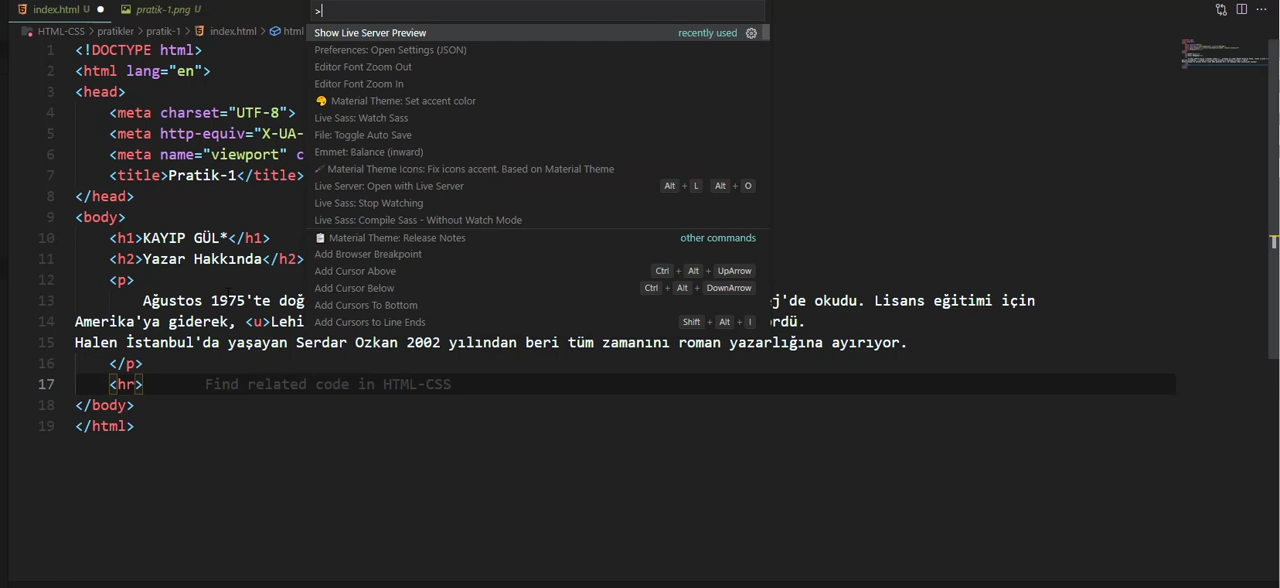 index.html U
pratik-1.png U
>
HTML-CSS > pratikler > pratik-1 > index.html > html
Show Live Server Preview recently used
Preferences: Open Settings (JSON)
Editor Font Zoom Out
Editor Font Zoom In
Material Theme: Set accent color
Live Sass: Watch Sass
File: Toggle Auto Save
Emmet: Balance (inward)
Material Theme Icons: Fix icons accent. Based on Material Theme
Live Server: Open with Live Server Alt + L Alt + O
Live Sass: Stop Watching
Live Sass: Compile Sass - Without Watch Mode
Material Theme: Release Notes other commands
Add Browser Breakpoint
Add Cursor Above Ctrl + Alt + UpArrow
Add Cursor Below Ctrl + Alt + DownArrow
Add Cursors To Bottom
Add Cursors to Line Ends Shift + Alt + I
1 <!DOCTYPE html>
2 <html lang="en">
3 <head>
4 <meta charset="UTF-8">
5 <meta http-equiv="X-UA-
6 <meta name="viewport" c
7 <title>Pratik-1</title>
8 </head>
9 <body>
10 <h1>KAYIP GÜL*</h1>
11 <h2>Yazar Hakkında</h2>
12 <p>
13 Ağustos 1975'te doğ j'de okudu. Lisans eğitimi için
14 Amerika'ya giderek, <u>Lehi rdü.
15 Halen İstanbul'da yaşayan Serdar Ozkan 2002 yılından beri tüm zamanını roman yazarlığına ayırıyor.
16 </p>
17 <hr> Find related code in HTML-CSS
18 </body>
19 </html>